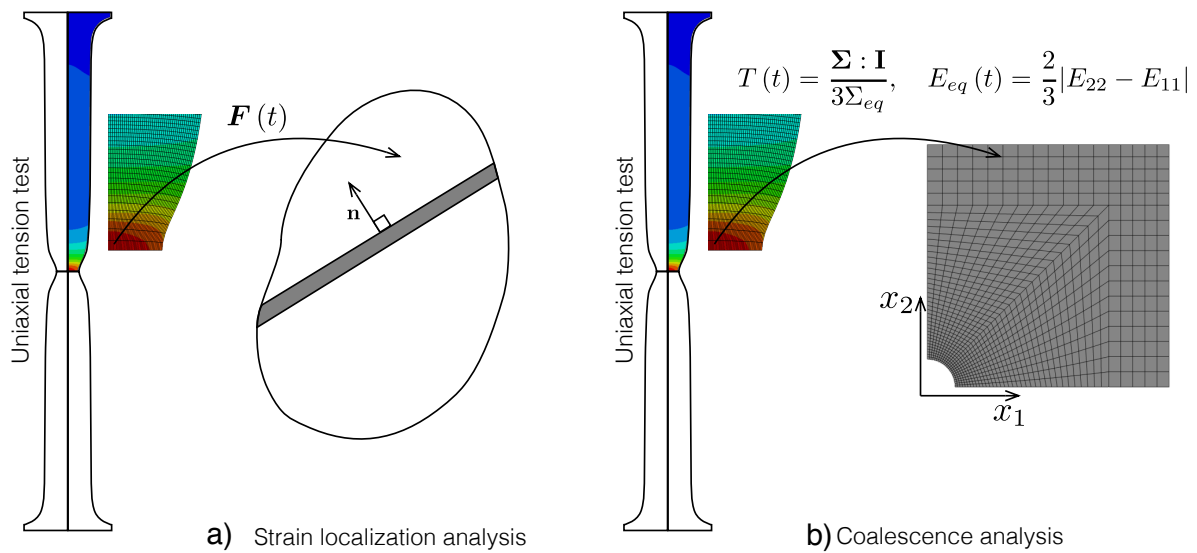 Uniaxial tension test
F (t)
n
a) Strain localization analysis
Uniaxial tension test
T (t) = Σ : I / 3Σ_eq, E_eq (t) = 2/3 |E_22 − E_11|
x_2
x_1
b) Coalescence analysis